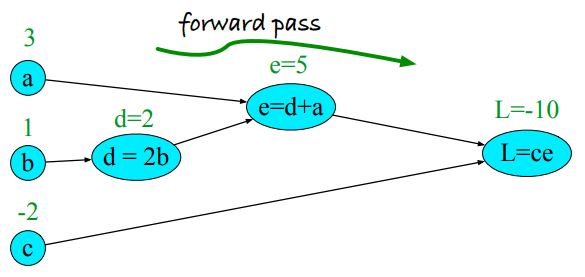 forward pass
3
a
e=5
e=d+a
1
b
d=2
d = 2b
L=-10
L=ce
-2
c